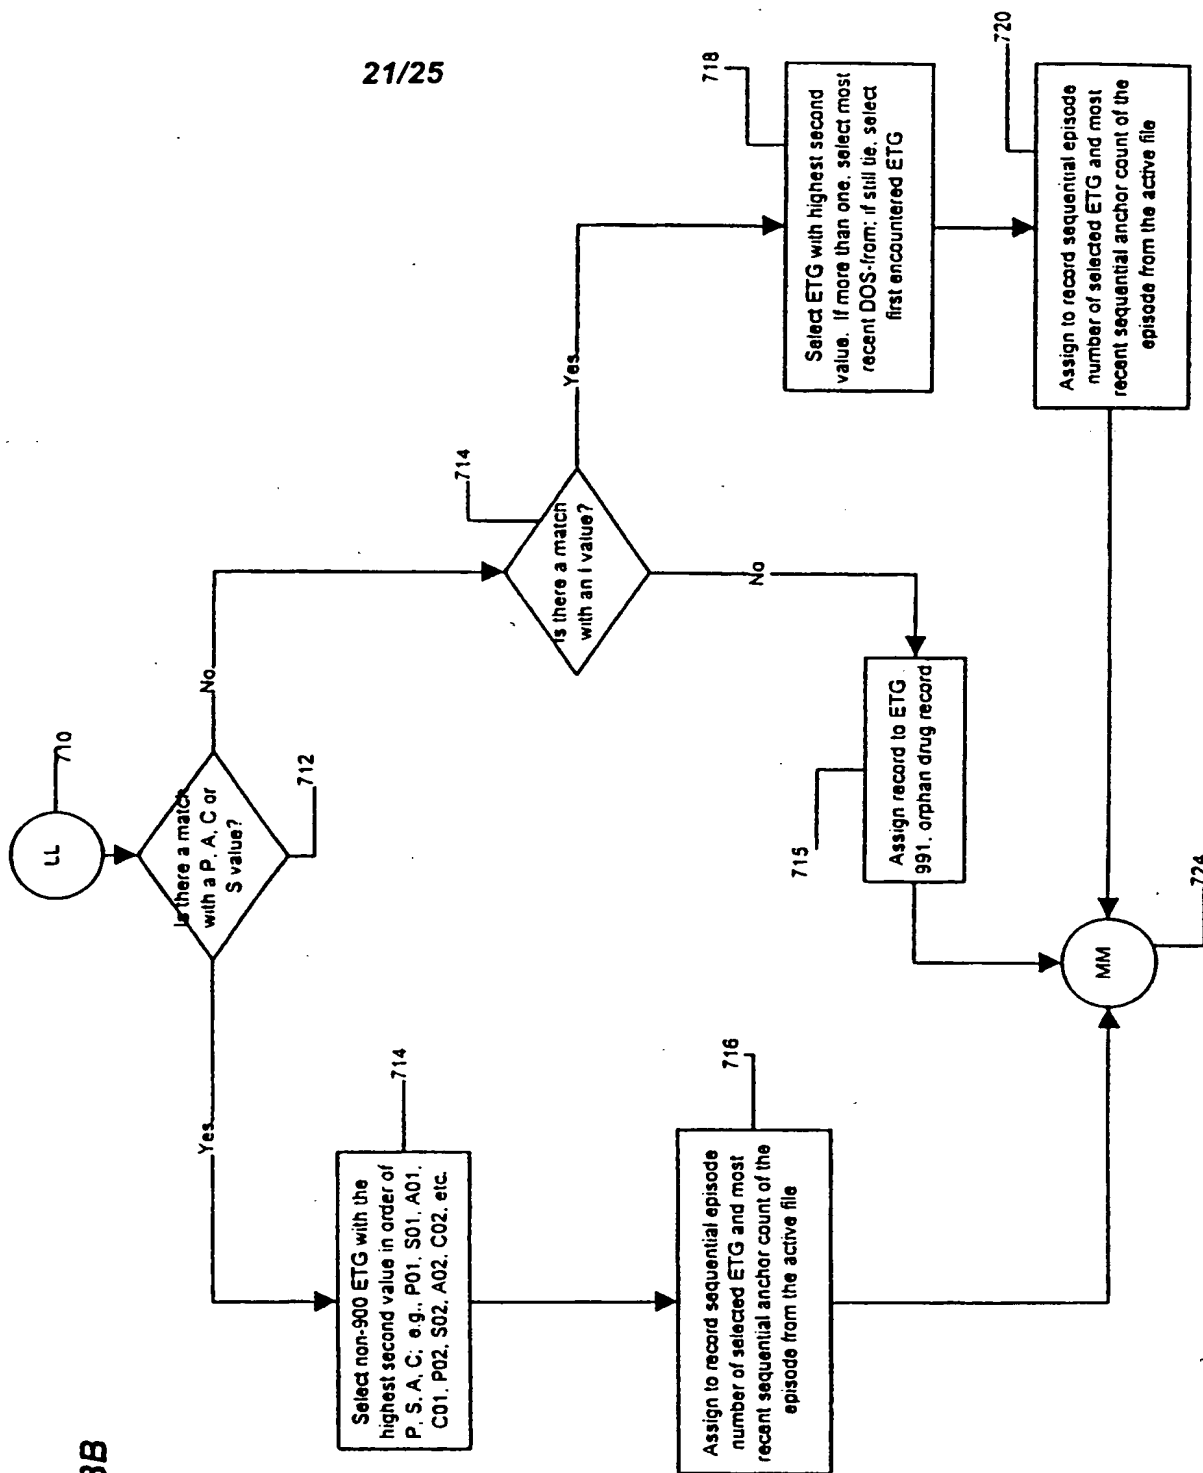 21/25
8B
LL
710
Is there a match
with a P, A, C or
S value?
712
Yes
No
Select non-900 ETG with the
highest second value in order of
P, S, A, C; e.g., P01, S01, A01,
C01, P02, S02, A02, C02, etc.
714
Assign to record sequential episode
number of selected ETG and most
recent sequential anchor count of the
episode from the active file
716
Is there a match
with an I value?
714
Yes
No
Assign record to ETG
991, orphan drug record
715
Select ETG with highest second
value. If more than one, select most
recent DOS-from; if still tie, select
first encountered ETG
718
Assign to record sequential episode
number of selected ETG and most
recent sequential anchor count of the
episode from the active file
720
MM
724